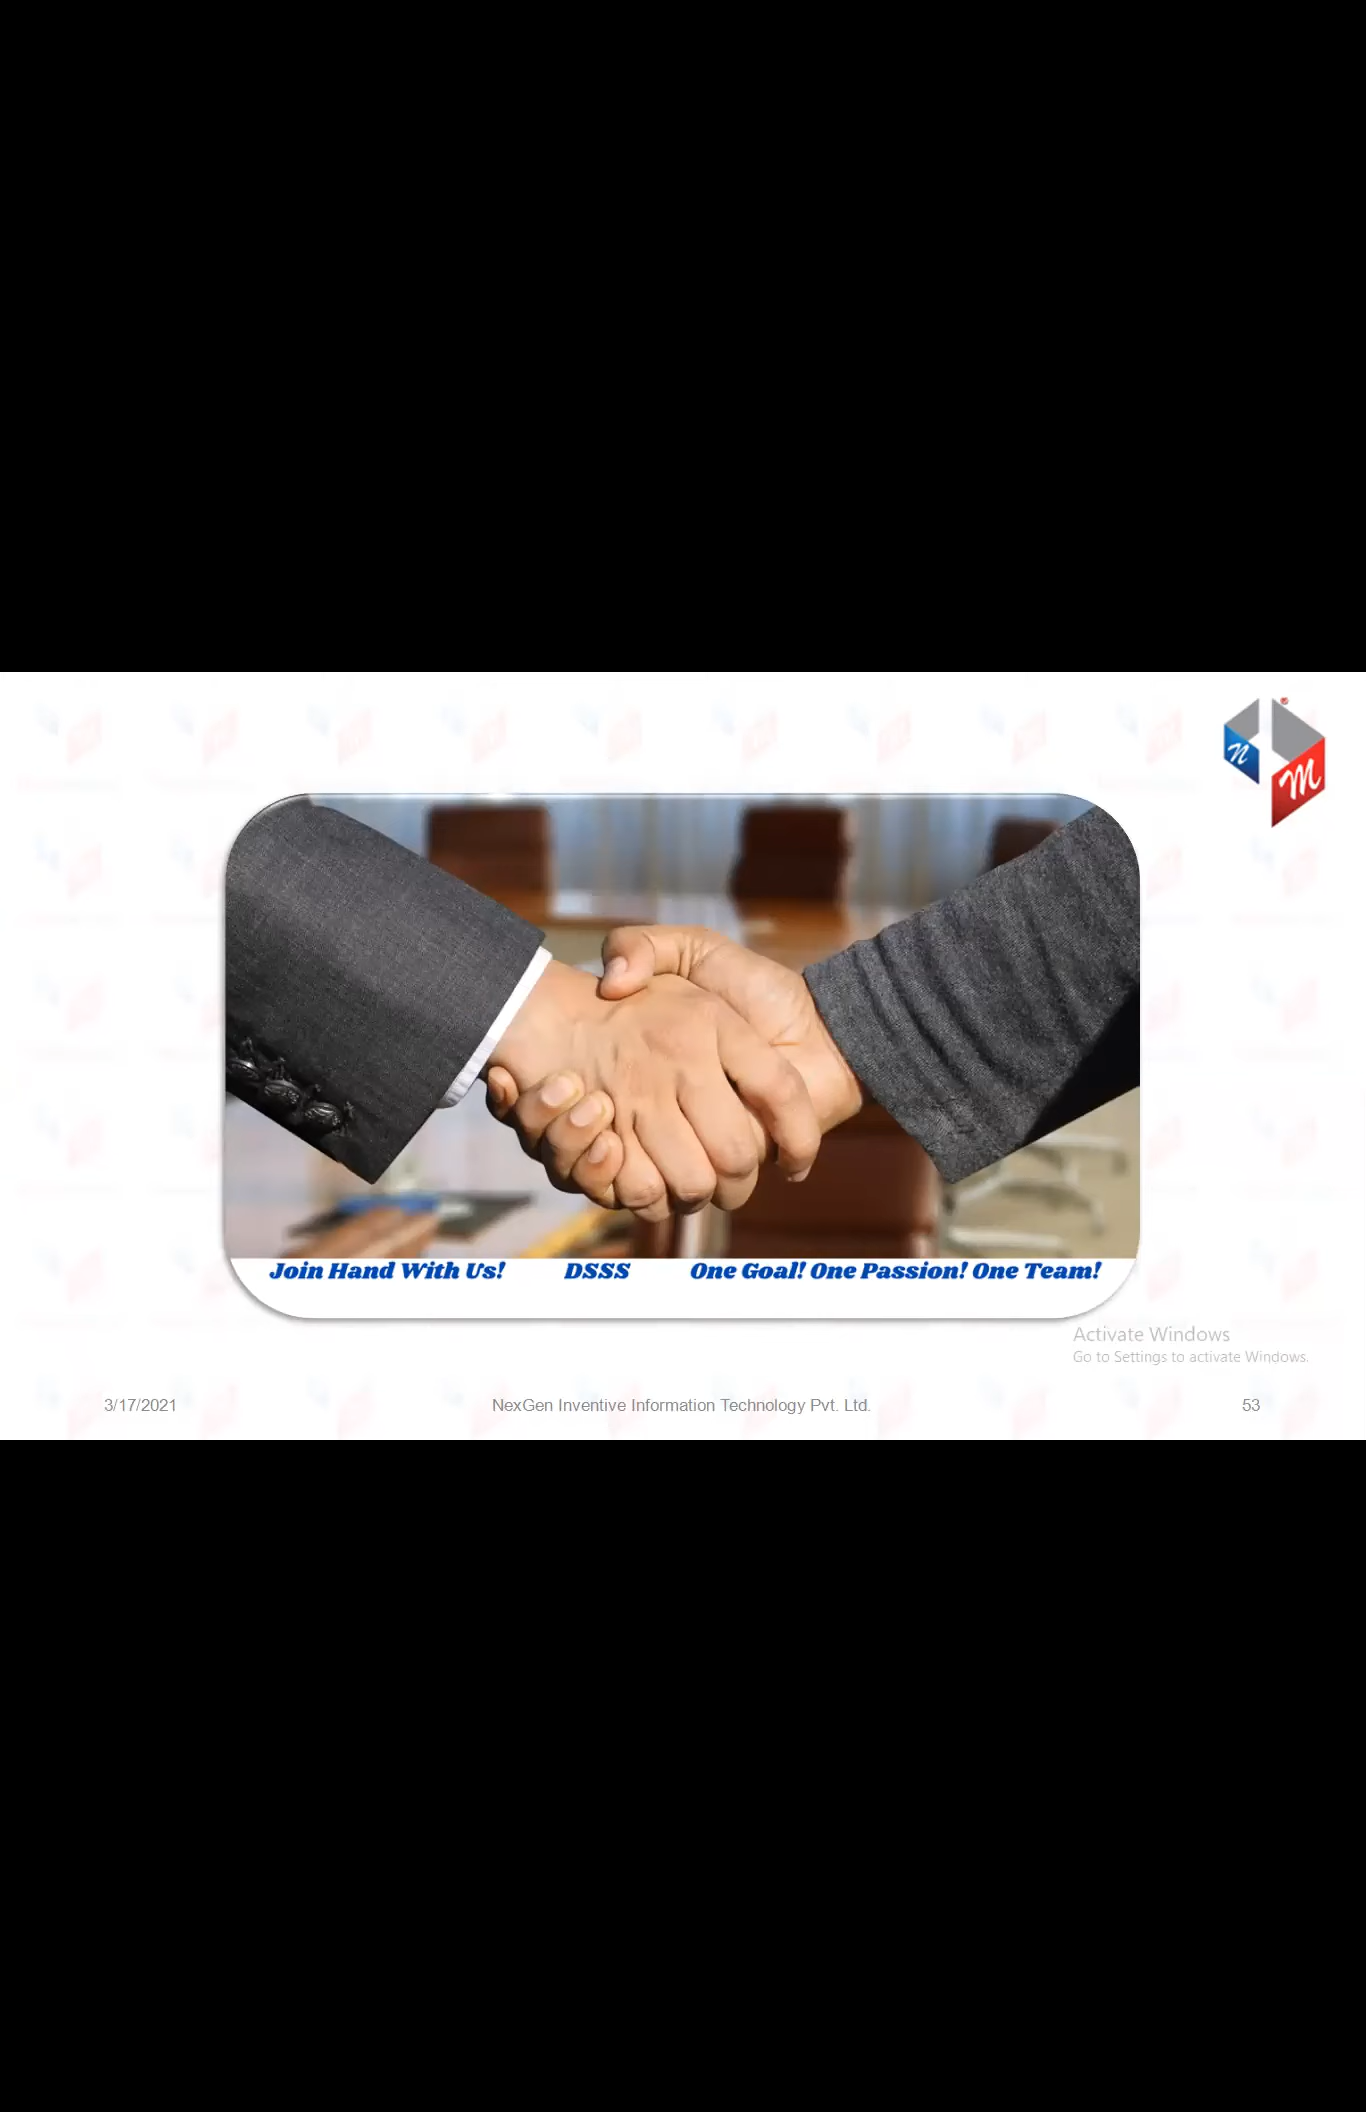 n
M
Join Hand With Us! DSSS One Goal! One Passion! One Team!
Activate Windows
Go to Settings to activate Windows.
3/17/2021 NexGen Inventive Information Technology Pvt. Ltd. 53